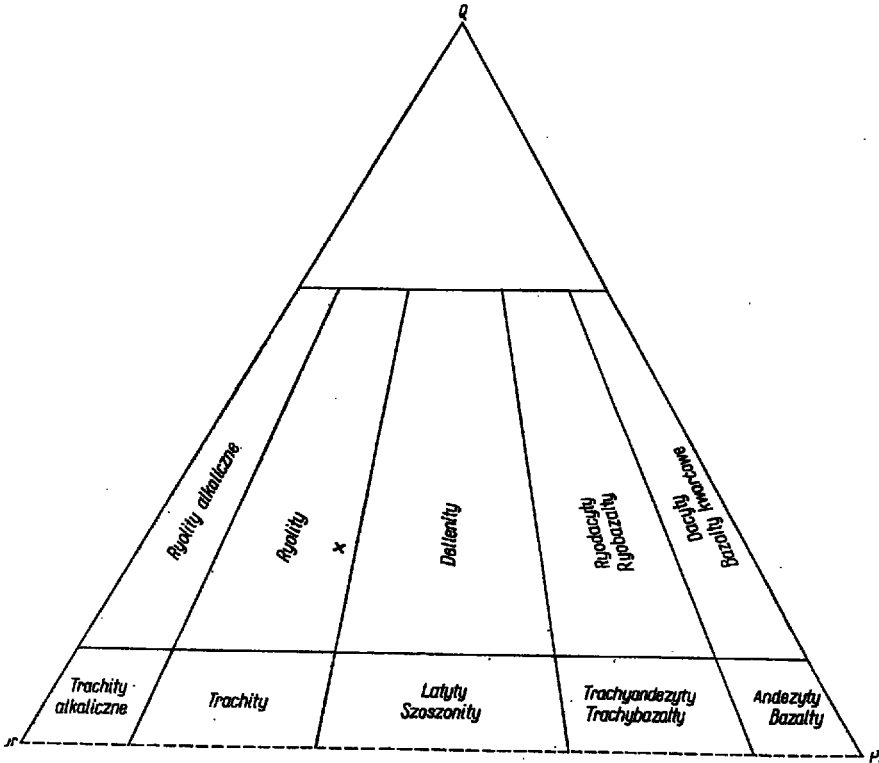 Q
Ryolity alkaliczne
Ryolity
x
Dellenity
Ryodacyty
Ryobazalty
Dacyty
Bazalty kwarcowe
Trachity
alkaliczne
Trachity
Latyty
Szoszonity
Trachyandezyty
Trachybazalty
Andezyty
Bazalty